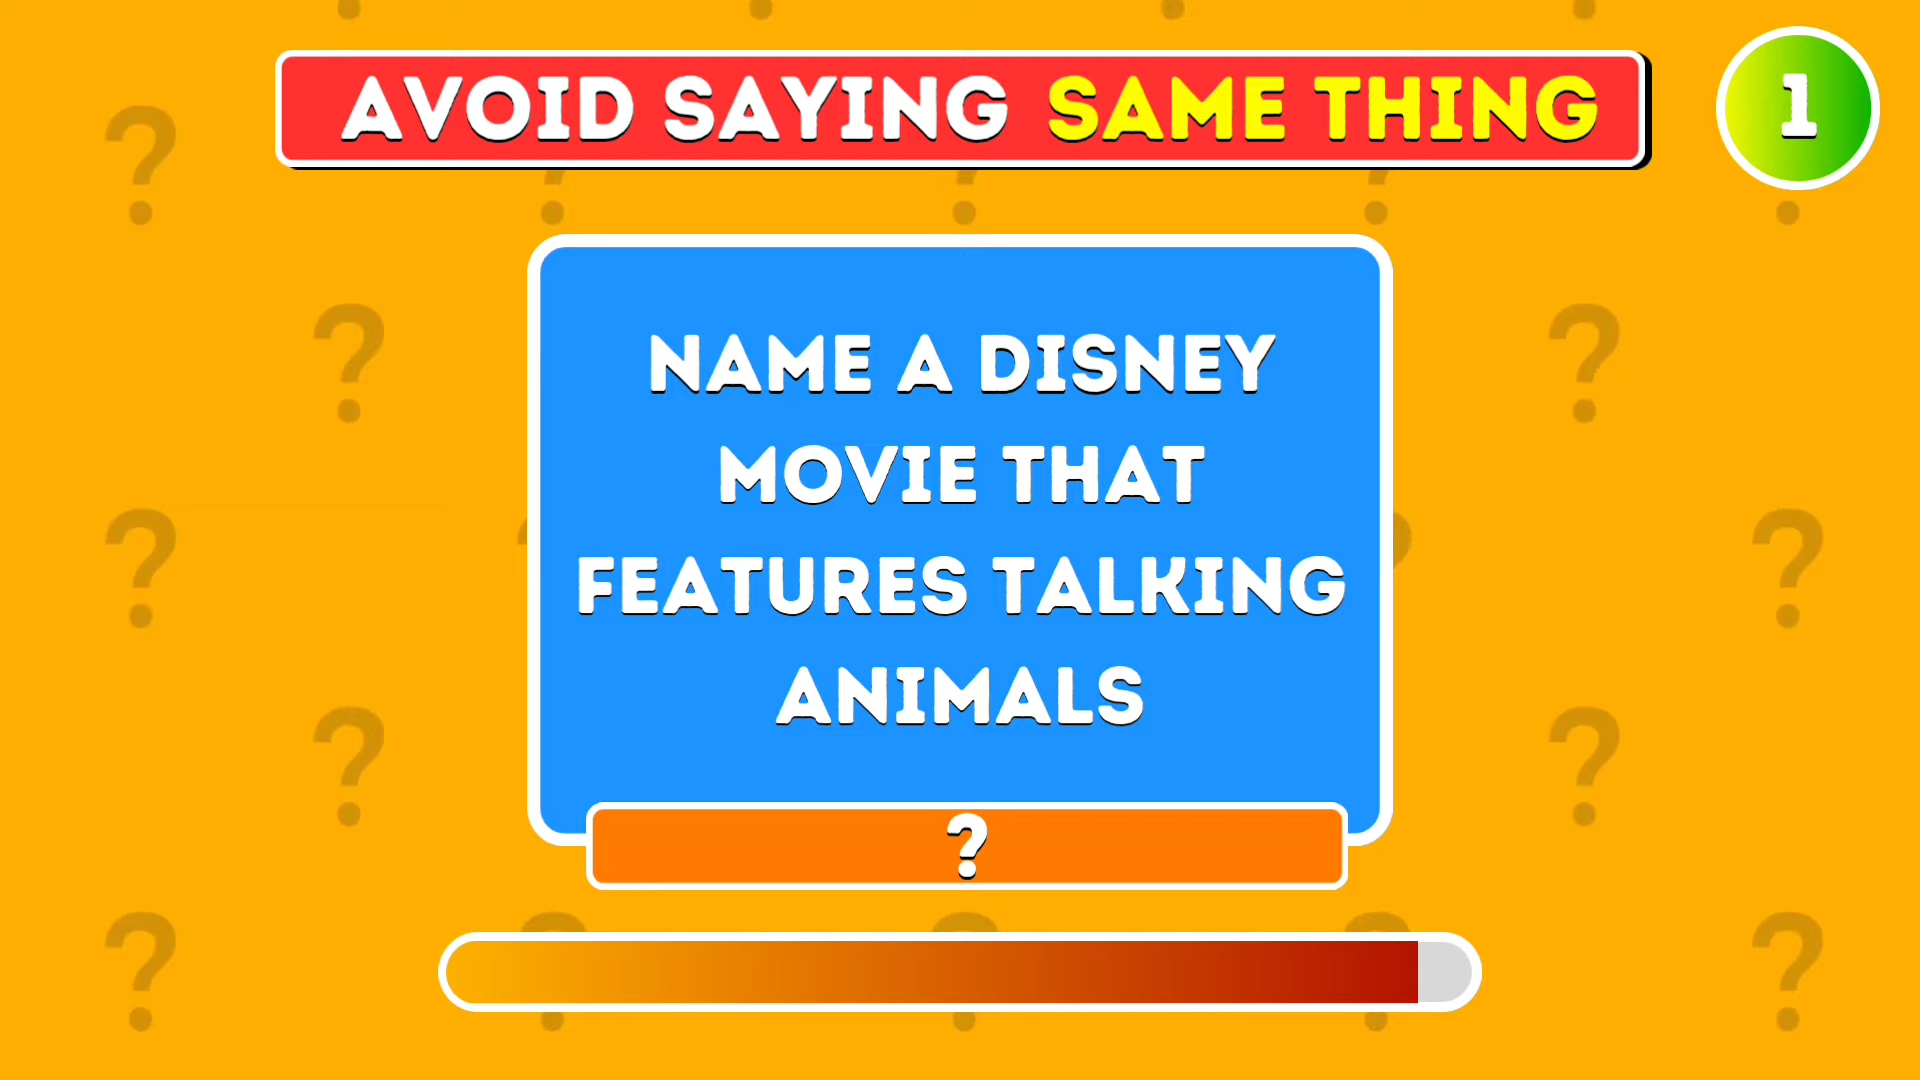 AVOID SAYING SAME THING
1
NAME A DISNEY
MOVIE THAT
FEATURES TALKING
ANIMALS
?